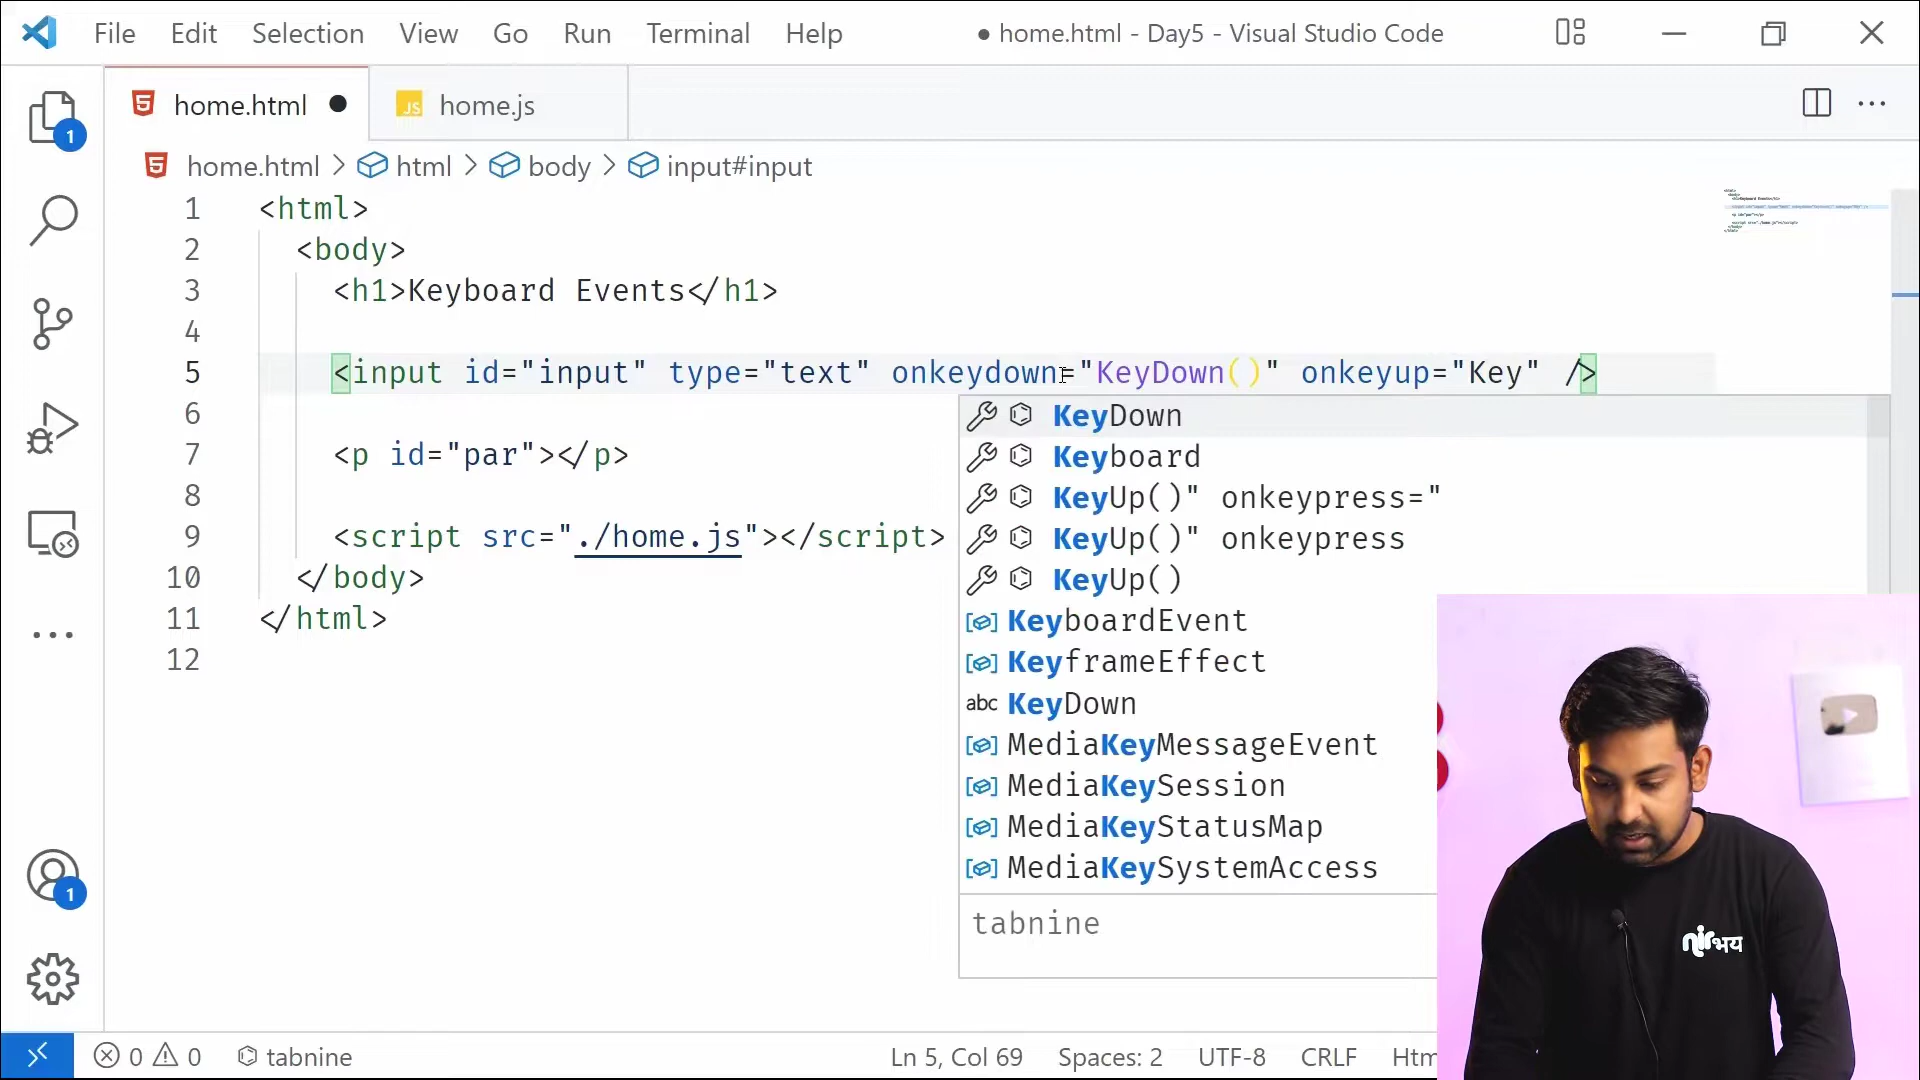 File Edit Selection View Go Run Terminal Help ● home.html - Day5 - Visual Studio Code
home.html ● JS home.js
home.html > html > body > input#input
1 <html>
2 <body>
3 <h1>Keyboard Events</h1>
4
5 <input id="input" type="text" onkeydown="KeyDown()" onkeyup="Key" />
6
7 <p id="par"></p>
8
9 <script src="./home.js"></script>
10 </body>
11 </html>
12
KeyDown
Keyboard
KeyUp()" onkeypress="
KeyUp()" onkeypress
KeyUp()
KeyboardEvent
KeyframeEffect
abc KeyDown
MediaKeyMessageEvent
MediaKeySession
MediaKeyStatusMap
MediaKeySystemAccess
tabnine
1
1
nirभय
0 0 tabnine Ln 5, Col 69 Spaces: 2 UTF-8 CRLF Htm